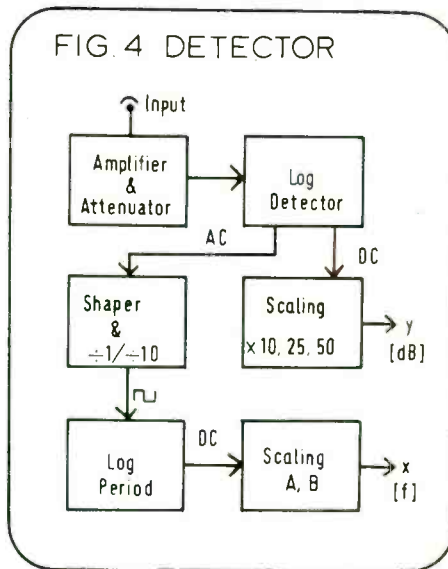 FIG. 4 DETECTOR
Input
Amplifier
&
Attenuator
Log
Detector
AC
DC
Shaper
&
÷1/÷10
Scaling
×10, 25, 50
y
[dB]
Log
Period
DC
Scaling
A, B
x
[f]